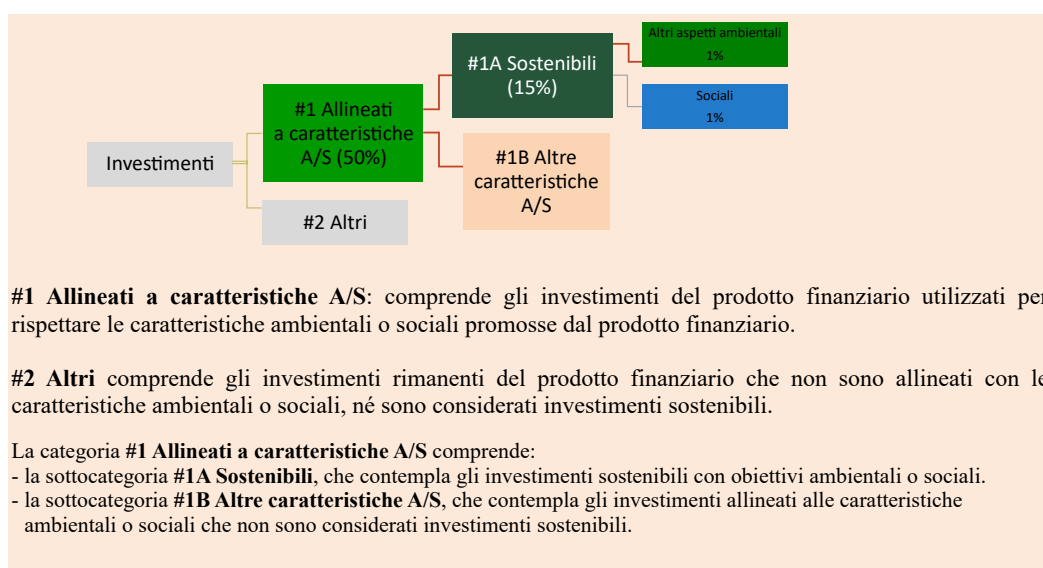 Altri aspetti ambientali
1%
#1A Sostenibili
(15%)
Sociali
1%
#1 Allineati
a caratteristiche
A/S (50%)
Investimenti
#1B Altre
caratteristiche
A/S
#2 Altri
#1 Allineati a caratteristiche A/S: comprende gli investimenti del prodotto finanziario utilizzati per
rispettare le caratteristiche ambientali o sociali promosse dal prodotto finanziario.
#2 Altri comprende gli investimenti rimanenti del prodotto finanziario che non sono allineati con le
caratteristiche ambientali o sociali, né sono considerati investimenti sostenibili.
La categoria #1 Allineati a caratteristiche A/S comprende:
- la sottocategoria #1A Sostenibili, che contempla gli investimenti sostenibili con obiettivi ambientali o sociali.
- la sottocategoria #1B Altre caratteristiche A/S, che contempla gli investimenti allineati alle caratteristiche
ambientali o sociali che non sono considerati investimenti sostenibili.